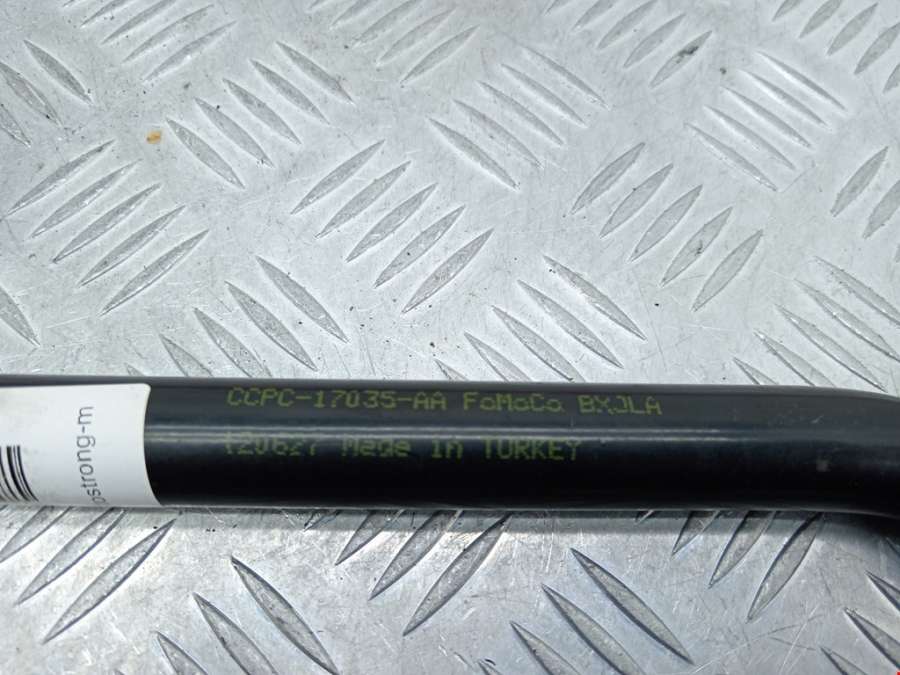 CCPC-17035-AA FoMoCo BXJLA
120627 Made IN TURKEY